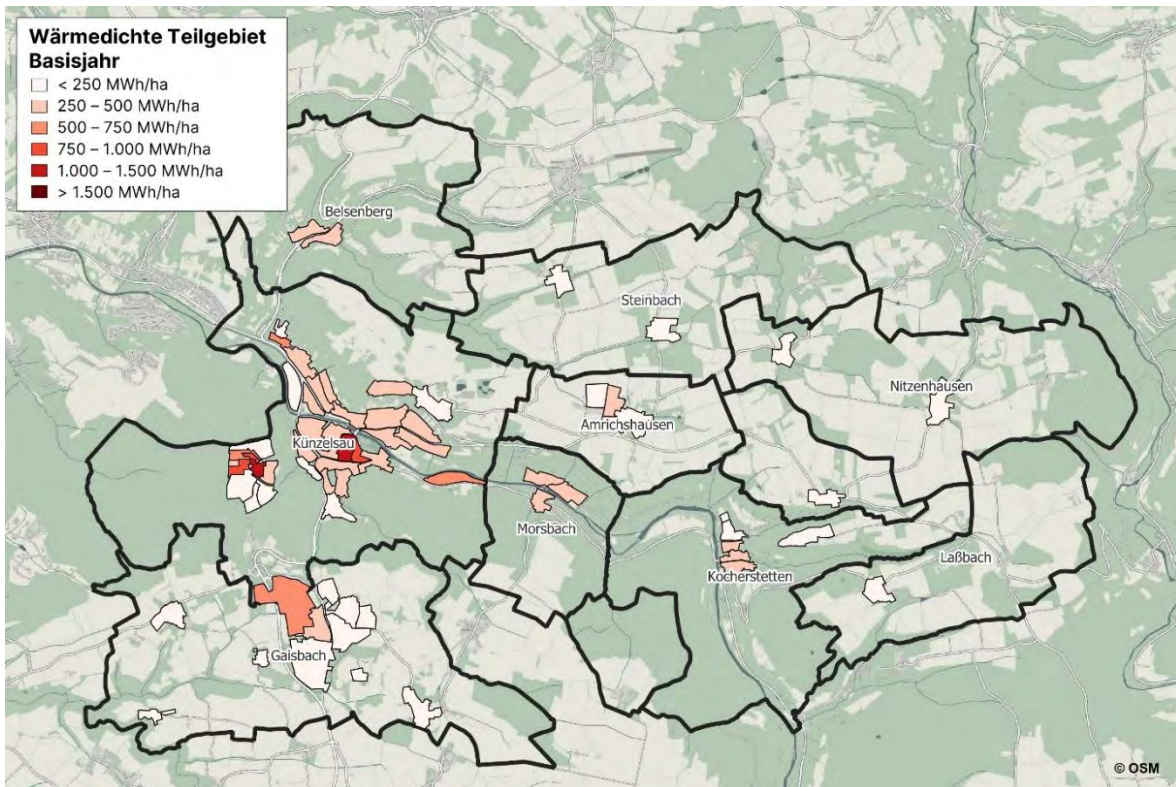 Wärmedichte Teilgebiet
Basisjahr
< 250 MWh/ha
250 – 500 MWh/ha
500 – 750 MWh/ha
750 – 1.000 MWh/ha
1.000 – 1.500 MWh/ha
> 1.500 MWh/ha
Belsenberg
Steinbach
Nitzenhausen
Amrichshausen
Künzelsau
Morsbach
Laßbach
Kocherstetten
Gaisbach
© OSM